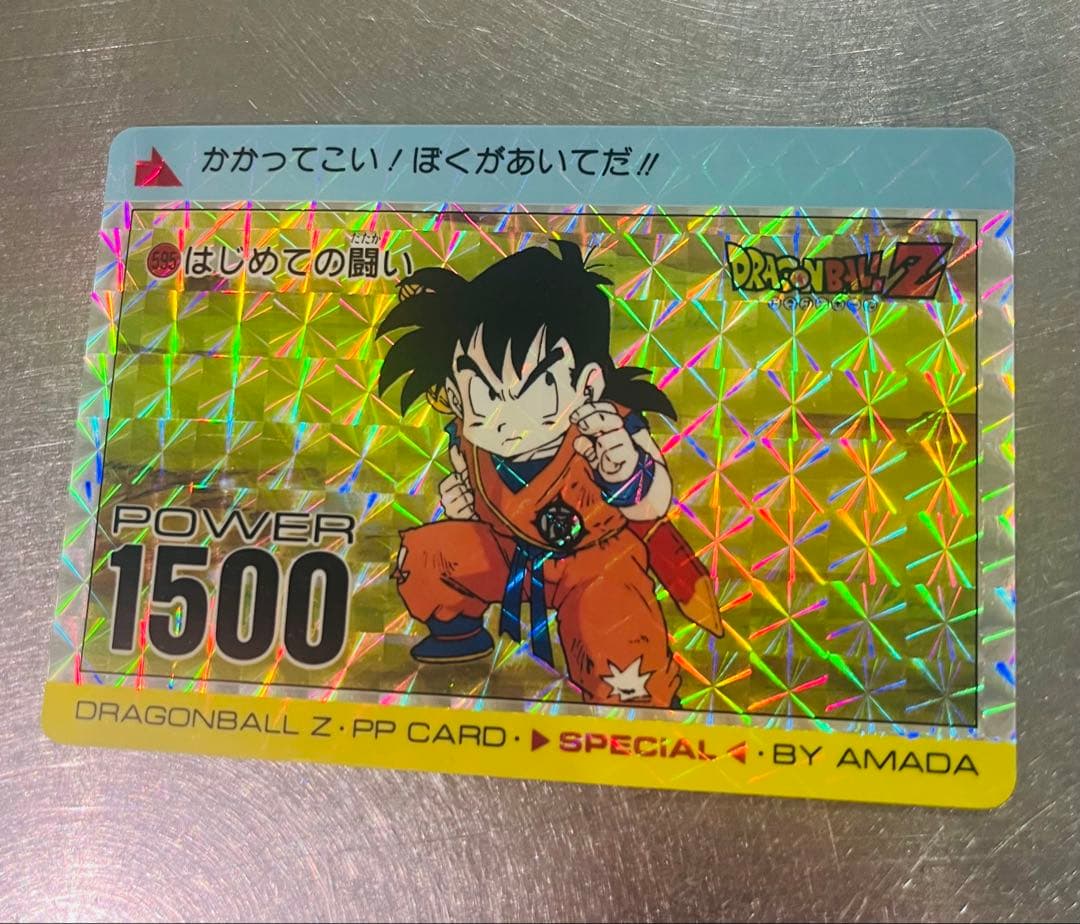 かかってこい!ぼくがあいてだ!!
595 はじめての闘い
たたか
DRAGONBALL Z
POWER
1500
DRAGONBALL Z・PP CARD・▶SPECIAL◀・BY AMADA